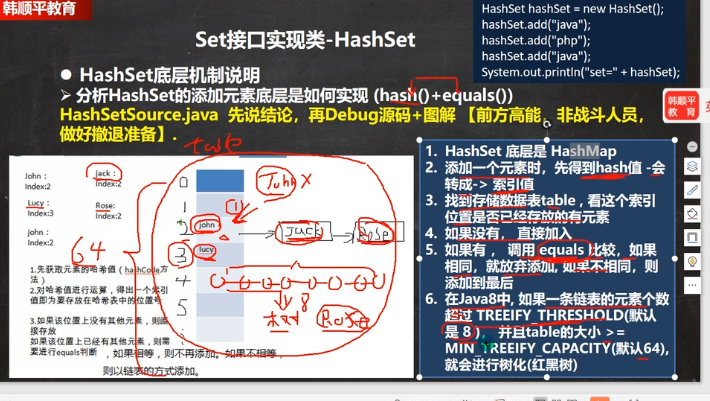 韩顺平教育
Set接口实现类-HashSet
HashSet hashSet = new HashSet();
hashSet.add("java");
hashSet.add("php");
hashSet.add("java");
System.out.println("set=" + hashSet);
HashSet底层机制说明
分析HashSet的添加元素底层是如何实现 (hash()+equals())
HashSetSource.java 先说结论，再Debug源码+图解 【前方高能。非战斗人员，
做好撤退准备】.
韩顺平
教 育
table
John :
Index:2
Jack :
Index:2
Lucy :
Index:3
Rose:
Index:2
john :
Index:2
64
0
2
3
4
5
john
lucy
John X
Jack
Rose
8
Rose
1.先获取元素的哈希值（hashCode方
法）
2.对哈希值进行运算，得出一个索引
值即为要存放在哈希表中的位置号
3.如果该位置上没有其他元素，则直
接存放
如果该位置上已经有其他元素，则需
要进行equals判断，如果相等，则不再添加。如果不相等，
则以链表的方式添加。
1. HashSet 底层是 HashMap
2. 添加一个元素时，先得到hash值 -会
转成-> 索引值
3. 找到存储数据表table，看这个索引
位置是否已经存放的有元素
4. 如果没有，直接加入
5. 如果有，调用 equals 比较，如果
相同，就放弃添加，如果不相同，则
添加到最后
6. 在Java8中, 如果一条链表的元素个数
超过 TREEIFY_THRESHOLD(默认
是 8)，并且table的大小 >=
MIN_TREEIFY_CAPACITY(默认64),
就会进行树化(红黑树)